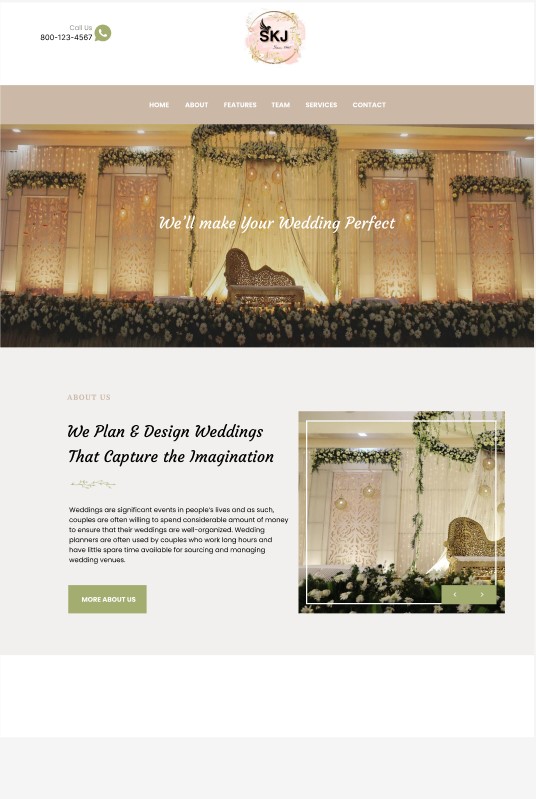 Call Us
800-123-4567
SKJ
HOME ABOUT FEATURES TEAM SERVICES CONTACT
We'll make Your Wedding Perfect
ABOUT US
We Plan & Design Weddings
That Capture the Imagination
Weddings are significant events in people's lives and as such,
couples are often willing to spend considerable amount of money
to ensure that their weddings are well-organized. Wedding
planners are often used by couples who work long hours and
have little spare time available for sourcing and managing
wedding venues.
MORE ABOUT US